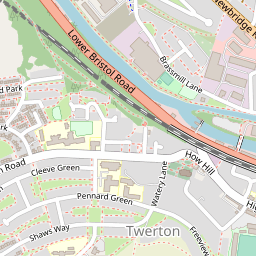 Newbridge R
Lower Bristol Road
Brassmill Lane
d Park
n Road
Cleeve Green
How Hill
Watery Lane
Pennard Green
Hi
Twerton
Shaws Way
Freeview